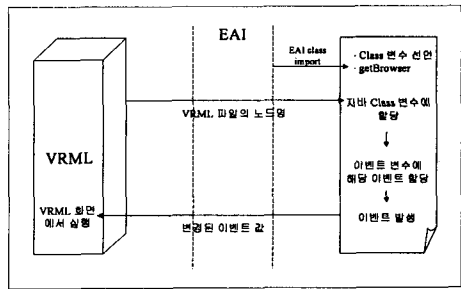 EAI
EAI class
import
· Class 변수 선언
· getBrowser
VRML 파일의 노드명
자바 Class 변수에
할당
VRML
이벤트 변수에
해당 이벤트 할당
VRML 화면
에서 실행
이벤트 발생
변경된 이벤트 값